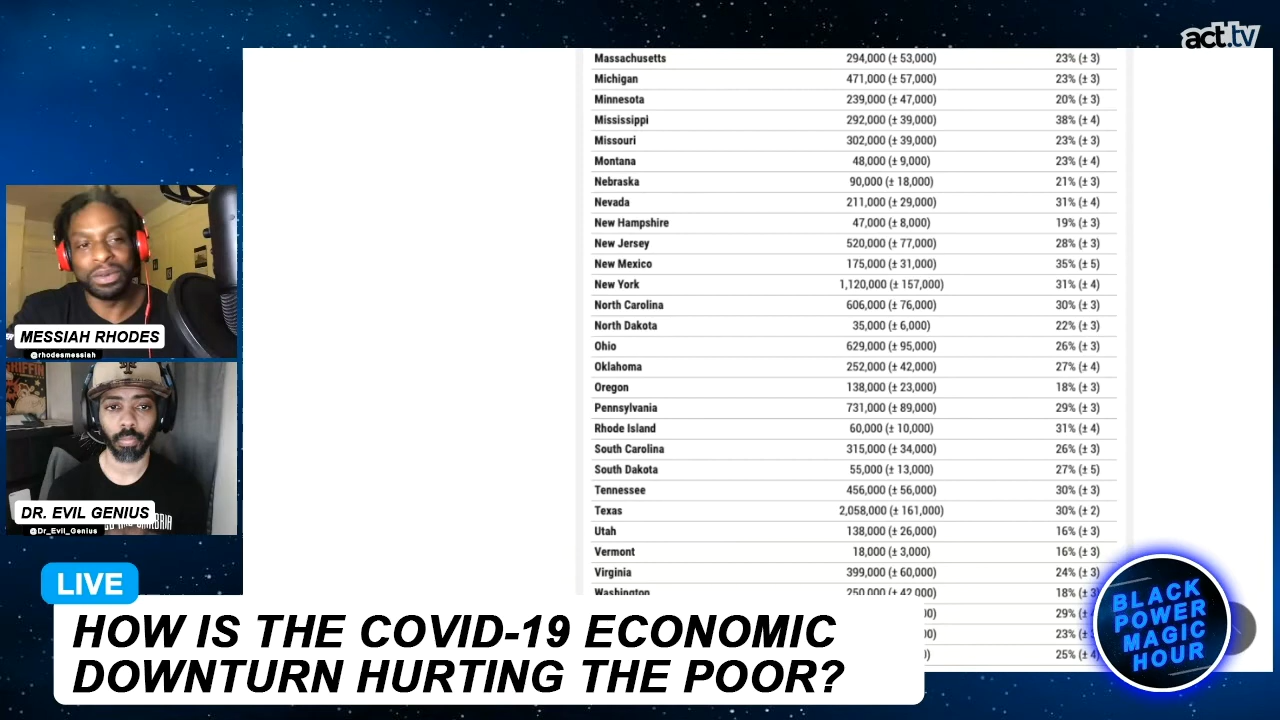 act.tv
Massachusetts 294,000 (± 53,000) 23% (± 3)
Michigan 471,000 (± 57,000) 23% (± 3)
Minnesota 239,000 (± 47,000) 20% (± 3)
Mississippi 292,000 (± 39,000) 38% (± 4)
Missouri 302,000 (± 39,000) 23% (± 3)
Montana 48,000 (± 9,000) 23% (± 4)
Nebraska 90,000 (± 18,000) 21% (± 3)
Nevada 211,000 (± 29,000) 31% (± 4)
New Hampshire 47,000 (± 8,000) 19% (± 3)
New Jersey 520,000 (± 77,000) 28% (± 3)
New Mexico 175,000 (± 31,000) 35% (± 5)
New York 1,120,000 (± 157,000) 31% (± 4)
North Carolina 606,000 (± 76,000) 30% (± 3)
North Dakota 35,000 (± 6,000) 22% (± 3)
Ohio 629,000 (± 95,000) 26% (± 3)
Oklahoma 252,000 (± 42,000) 27% (± 4)
Oregon 138,000 (± 23,000) 18% (± 3)
Pennsylvania 731,000 (± 89,000) 29% (± 3)
Rhode Island 60,000 (± 10,000) 31% (± 4)
South Carolina 315,000 (± 34,000) 26% (± 3)
South Dakota 55,000 (± 13,000) 27% (± 5)
Tennessee 456,000 (± 56,000) 30% (± 3)
Texas 2,058,000 (± 161,000) 30% (± 2)
Utah 138,000 (± 26,000) 16% (± 3)
Vermont 18,000 (± 3,000) 16% (± 3)
Virginia 399,000 (± 60,000) 24% (± 3)
Washington 250,000 (± 42,000) 18% (± 3)
29% (±
23% (±
25% (± 4)
MESSIAH RHODES
@rhodesmessiah
DR. EVIL GENIUS
@Dr_Evil_Genius
LIVE
HOW IS THE COVID-19 ECONOMIC
DOWNTURN HURTING THE POOR?
BLACK
POWER
MAGIC
HOUR